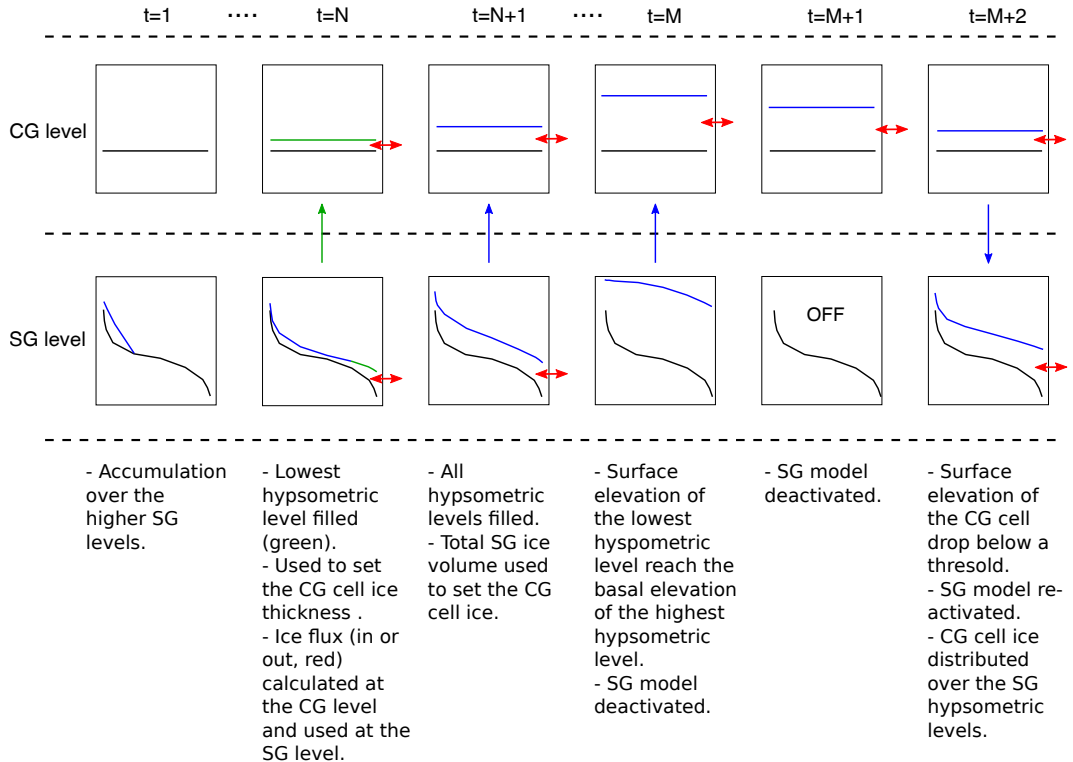 t=1 .... t=N t=N+1 .... t=M t=M+1 t=M+2
CG level
SG level
OFF
- Accumulation
over the
higher SG
levels.
- Lowest
hypsometric
level filled
(green).
- Used to set
the CG cell ice
thickness .
- Ice flux (in or
out, red)
calculated at
the CG level
and used at the
SG level.
- All
hypsometric
levels filled.
- Total SG ice
volume used
to set the CG
cell ice.
- Surface
elevation of
the lowest
hyspometric
level reach the
basal elevation
of the highest
hypsometric
level.
- SG model
deactivated.
- SG model
deactivated.
- Surface
elevation of
the CG cell
drop below a
thresold.
- SG model re-
activated.
- CG cell ice
distributed
over the SG
hypsometric
levels.